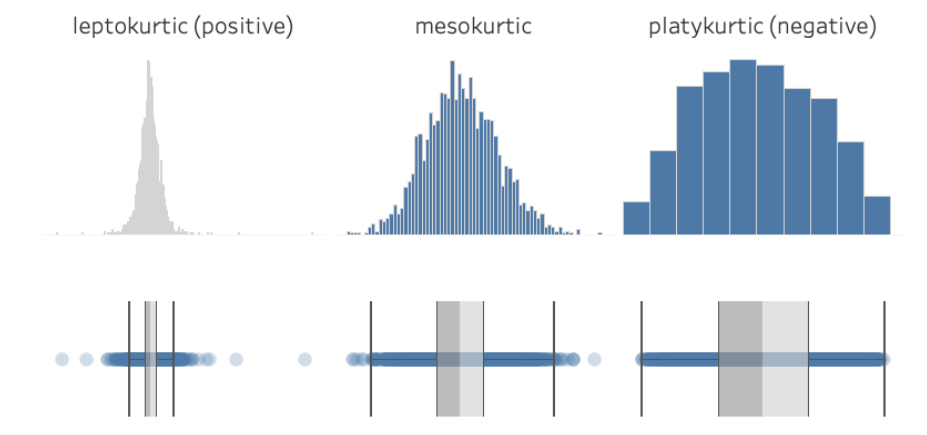 leptokurtic (positive)
mesokurtic
platykurtic (negative)